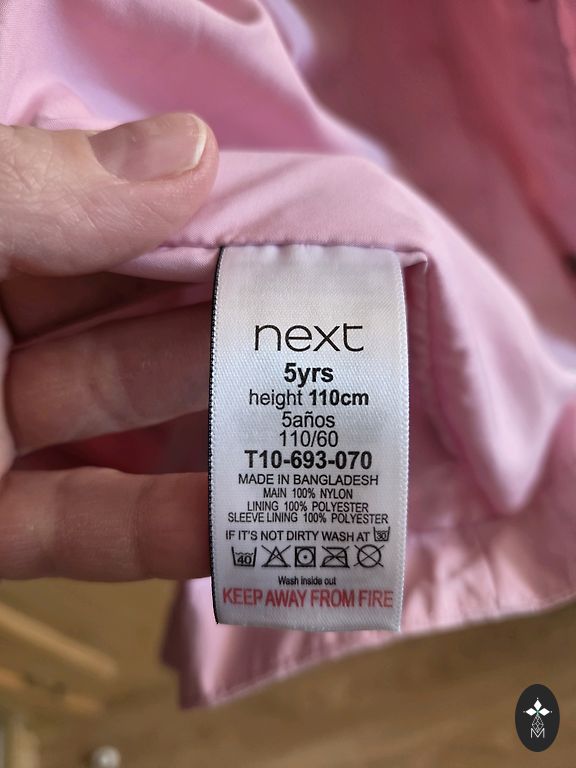 next
5yrs
height 110cm
5años
110/60
T10-693-070
MADE IN BANGLADESH
MAIN 100% NYLON
LINING 100% POLYESTER
SLEEVE LINING 100% POLYESTER
IF IT'S NOT DIRTY WASH AT 30
40
Wash inside out
KEEP AWAY FROM FIRE
M